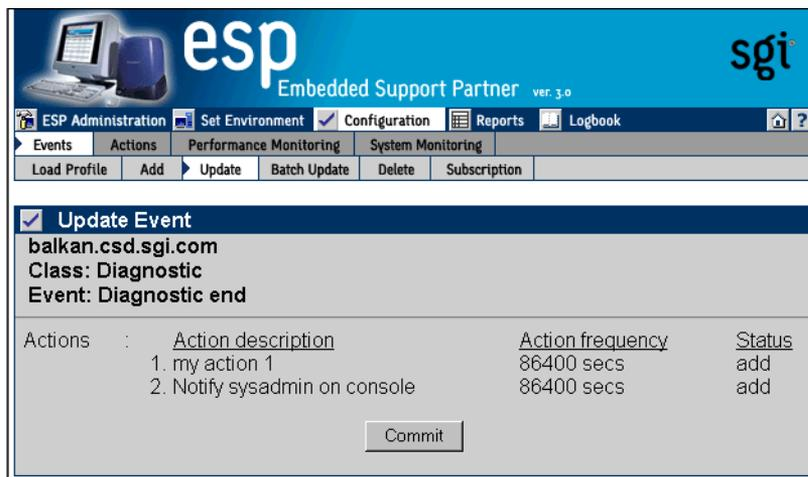 esp
Embedded Support Partner ver. 3.0
sgi
ESP Administration Set Environment Configuration Reports Logbook ?
Events Actions Performance Monitoring System Monitoring
Load Profile Add Update Batch Update Delete Subscription
Update Event
balkan.csd.sgi.com
Class: Diagnostic
Event: Diagnostic end
Actions : Action description Action frequency Status
1. my action 1 86400 secs add
2. Notify sysadmin on console 86400 secs add
Commit